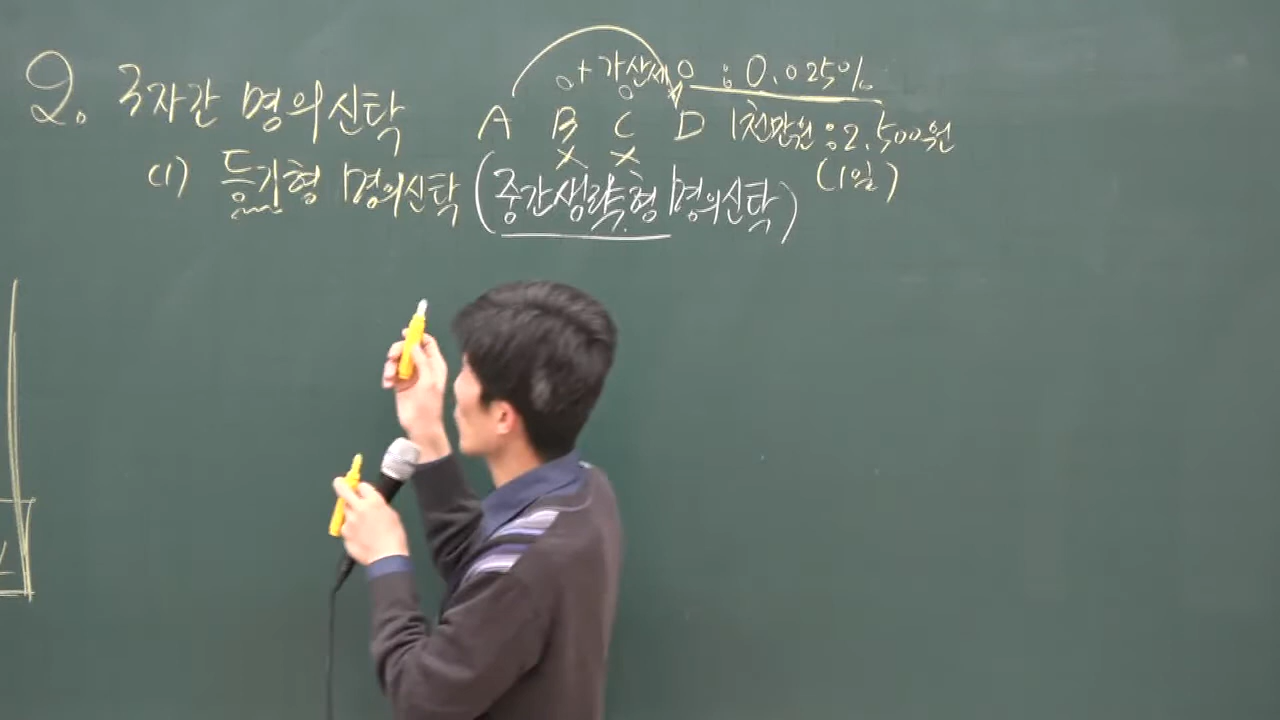 2. 3자간 명의신탁
+ 가산세 : 0.025%
A B C D 1천만원 : 2,500원
x x
(1) 등기형 명의신탁 (중간생략형 명의신탁) (1일)